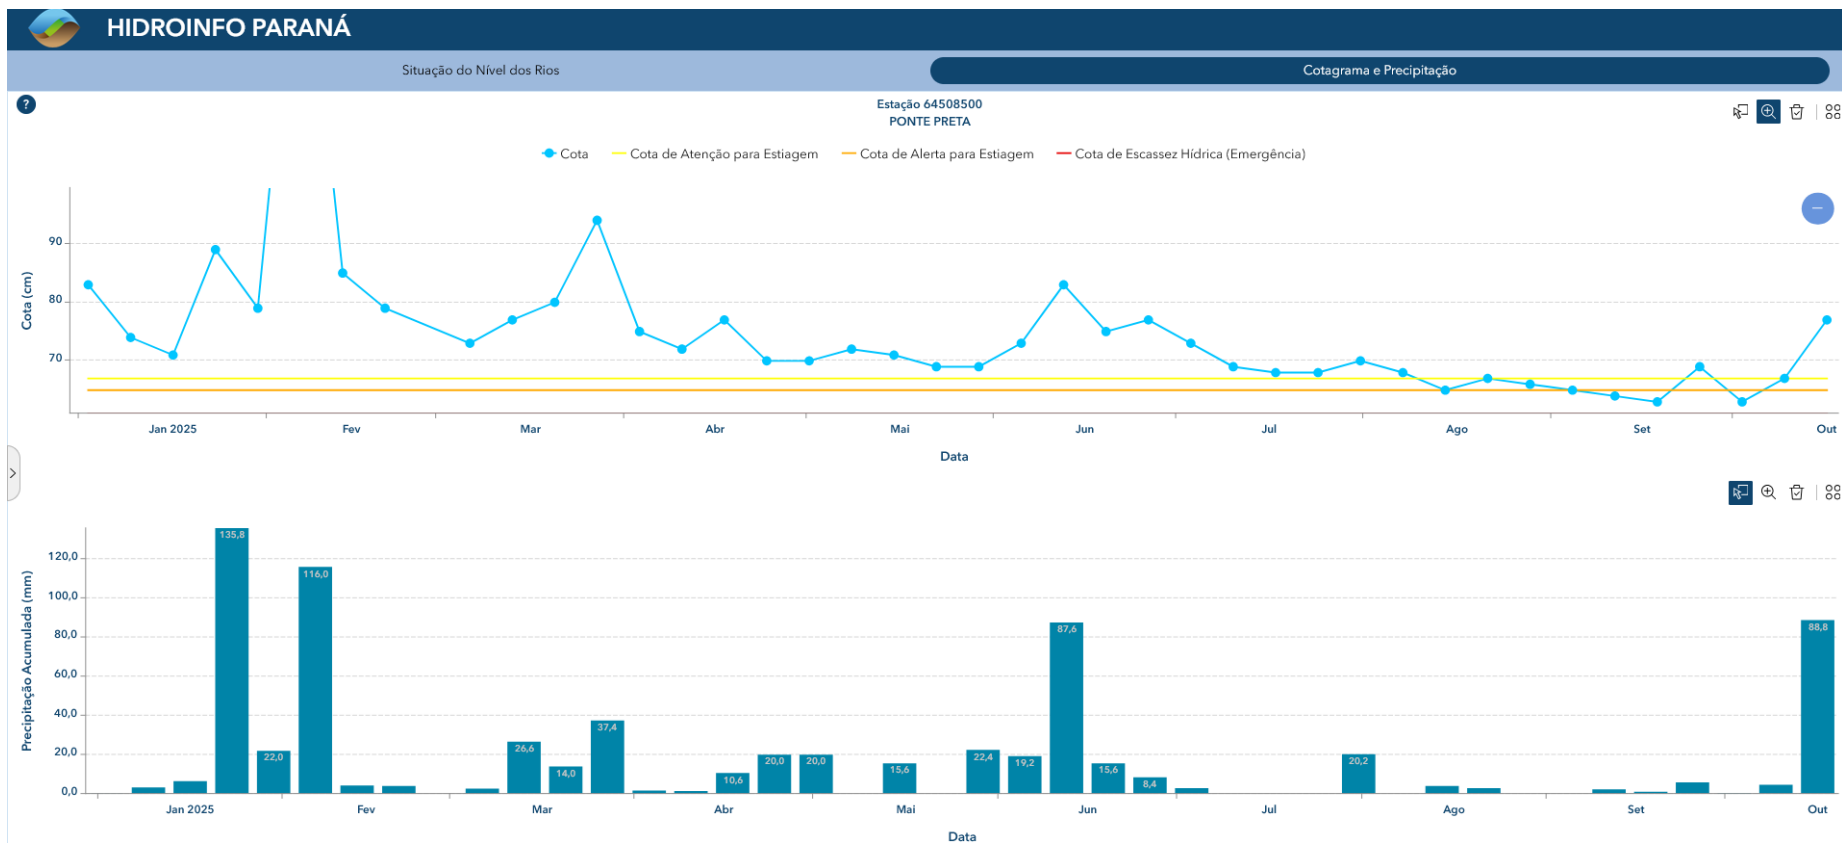 HIDROINFO PARANÁ
Situação do Nível dos Rios
Cotagrama e Precipitação
?
Estação 64508500
PONTE PRETA
Cota
Cota de Atenção para Estiagem
Cota de Alerta para Estiagem
Cota de Escassez Hídrica (Emergência)
Cota (cm)
90
80
70
Jan 2025 Fev Mar Abr Mai Jun Jul Ago Set Out
Data
Precipitação Acumulada (mm)
120,0
100,0
80,0
60,0
40,0
20,0
0,0
135,8
22,0
116,0
26,6
14,0
37,4
10,6
20,0
20,0
15,6
22,4
19,2
87,6
15,6
8,4
20,2
88,8
Jan 2025 Fev Mar Abr Mai Jun Jul Ago Set Out
Data